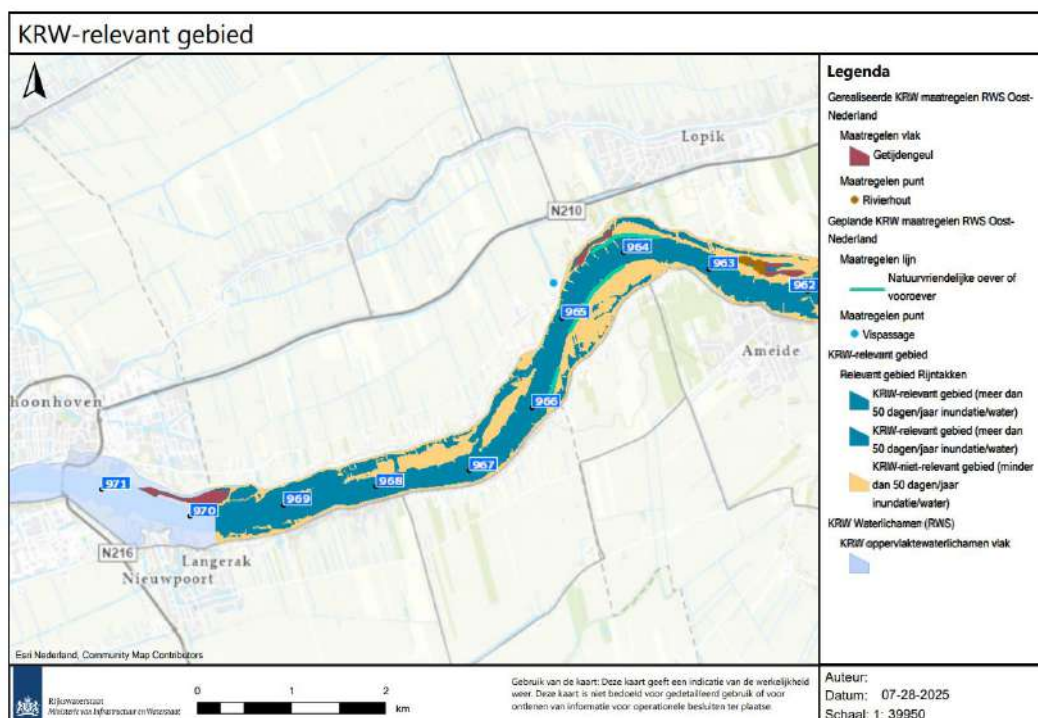 KRW-relevant gebied
Legenda
Gerealiseerde KRW maatregelen RWS Oost-
Nederland
Maatregelen vlak
Getijdengeul
Maatregelen punt
Rivierhout
Geplande KRW maatregelen RWS Oost-
Nederland
Maatregelen lijn
Natuurvriendelijke oever of
vooroever
Maatregelen punt
Vispassage
KRW-relevant gebied
Relevant gebied Rijntakken
KRW-relevant gebied (meer dan
50 dagen/jaar inundatie/water)
KRW-relevant gebied (meer dan
50 dagen/jaar inundatie/water)
KRW-niet-relevant gebied (minder
dan 50 dagen/jaar
inundatie/water)
KRW Waterlichamen (RWS)
KRW oppervlaktewaterlichamen vlak
Lopik
N210
964
963
962
965
Ameide
hoonhoven
966
967
968
971
969
970
N216
Langerak
Nieuwpoort
Esri Nederland, Community Map Contributors
Rijkswaterstaat
Ministerie van Infrastructuur en Waterstaat
0 1 2
km
Gebruik van de kaart: Deze kaart geeft een indicatie van de werkelijkheid
weer. Deze kaart is niet bedoeld voor gedetailleerd gebruik of voor
ontlenen van informatie voor operationele besluiten ter plaatse.
Auteur:
Datum: 07-28-2025
Schaal: 1: 39950